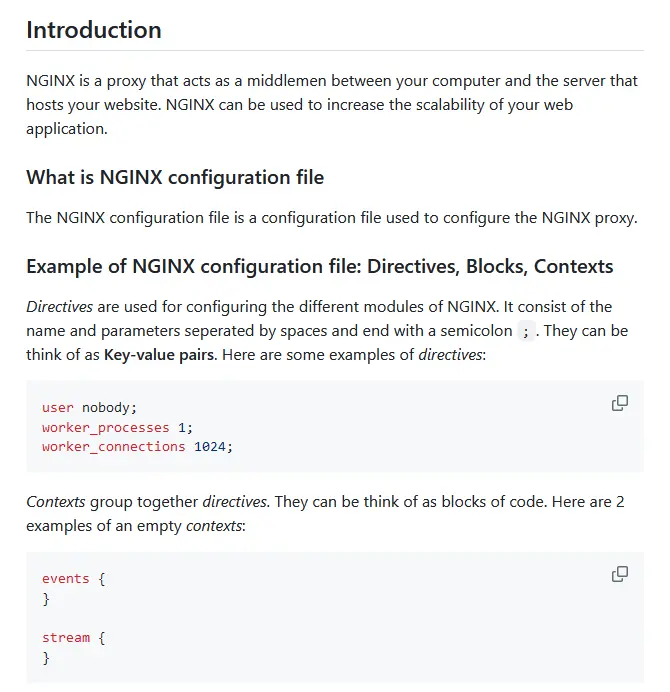 Introduction
NGINX is a proxy that acts as a middlemen between your computer and the server that
hosts your website. NGINX can be used to increase the scalability of your web
application.
What is NGINX configuration file
The NGINX configuration file is a configuration file used to configure the NGINX proxy.
Example of NGINX configuration file: Directives, Blocks, Contexts
Directives are used for configuring the different modules of NGINX. It consist of the
name and parameters seperated by spaces and end with a semicolon ; . They can be
think of as Key-value pairs. Here are some examples of directives:
user nobody;
worker_processes 1;
worker_connections 1024;
Contexts group together directives. They can be think of as blocks of code. Here are 2
examples of an empty contexts:
events {
}
stream {
}